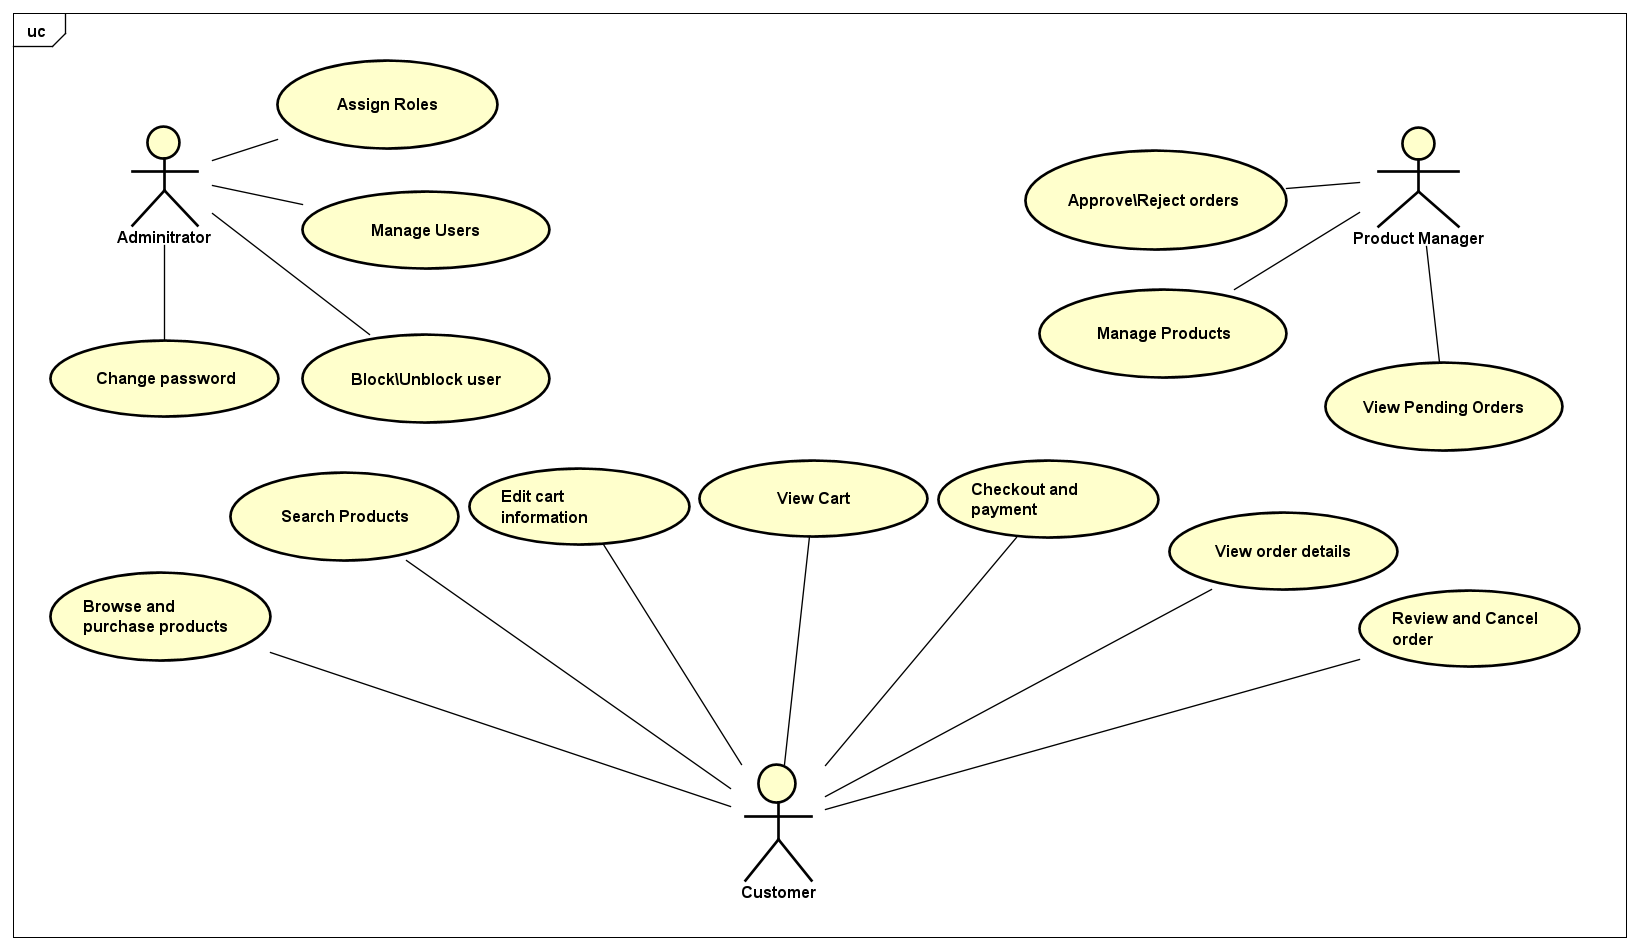 uc
Assign Roles
Adminitrator
Manage Users
Change password
Block\Unblock user
Approve\Reject orders
Product Manager
Manage Products
View Pending Orders
Search Products
Edit cart
information
View Cart
Checkout and
payment
View order details
Browse and
purchase products
Review and Cancel
order
Customer